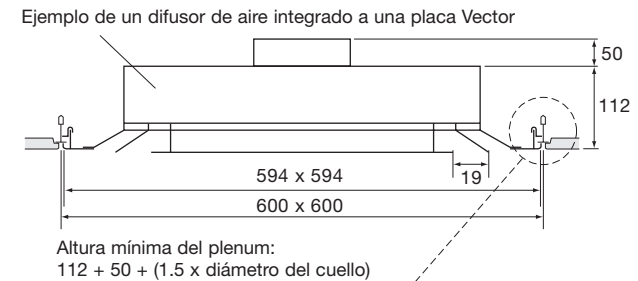 Ejemplo de un difusor de aire integrado a una placa Vector
50
112
594 x 594
19
600 x 600
Altura mínima del plenum:
112 + 50 + (1.5 x diámetro del cuello)